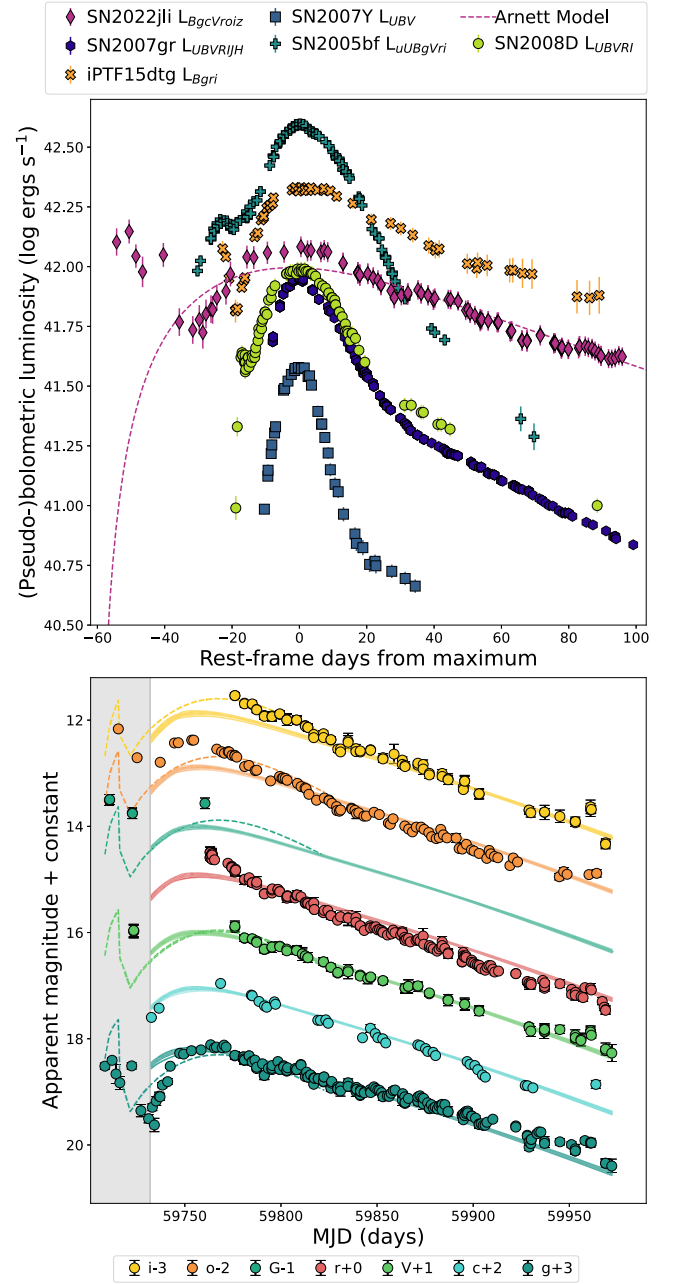 SN2022jli L_BgcVroiz SN2007Y L_UBV Arnett Model
SN2007gr L_UBVRIJH SN2005bf L_uUBgVri SN2008D L_UBVRI
iPTF15dtg L_Bgri
(Pseudo-)bolometric luminosity (log ergs s⁻¹)
42.50
42.25
42.00
41.75
41.50
41.25
41.00
40.75
40.50
−60 −40 −20 0 20 40 60 80 100
Rest-frame days from maximum
Apparent magnitude + constant
12
14
16
18
20
59750 59800 59850 59900 59950
MJD (days)
i-3 o-2 G-1 r+0 V+1 c+2 g+3